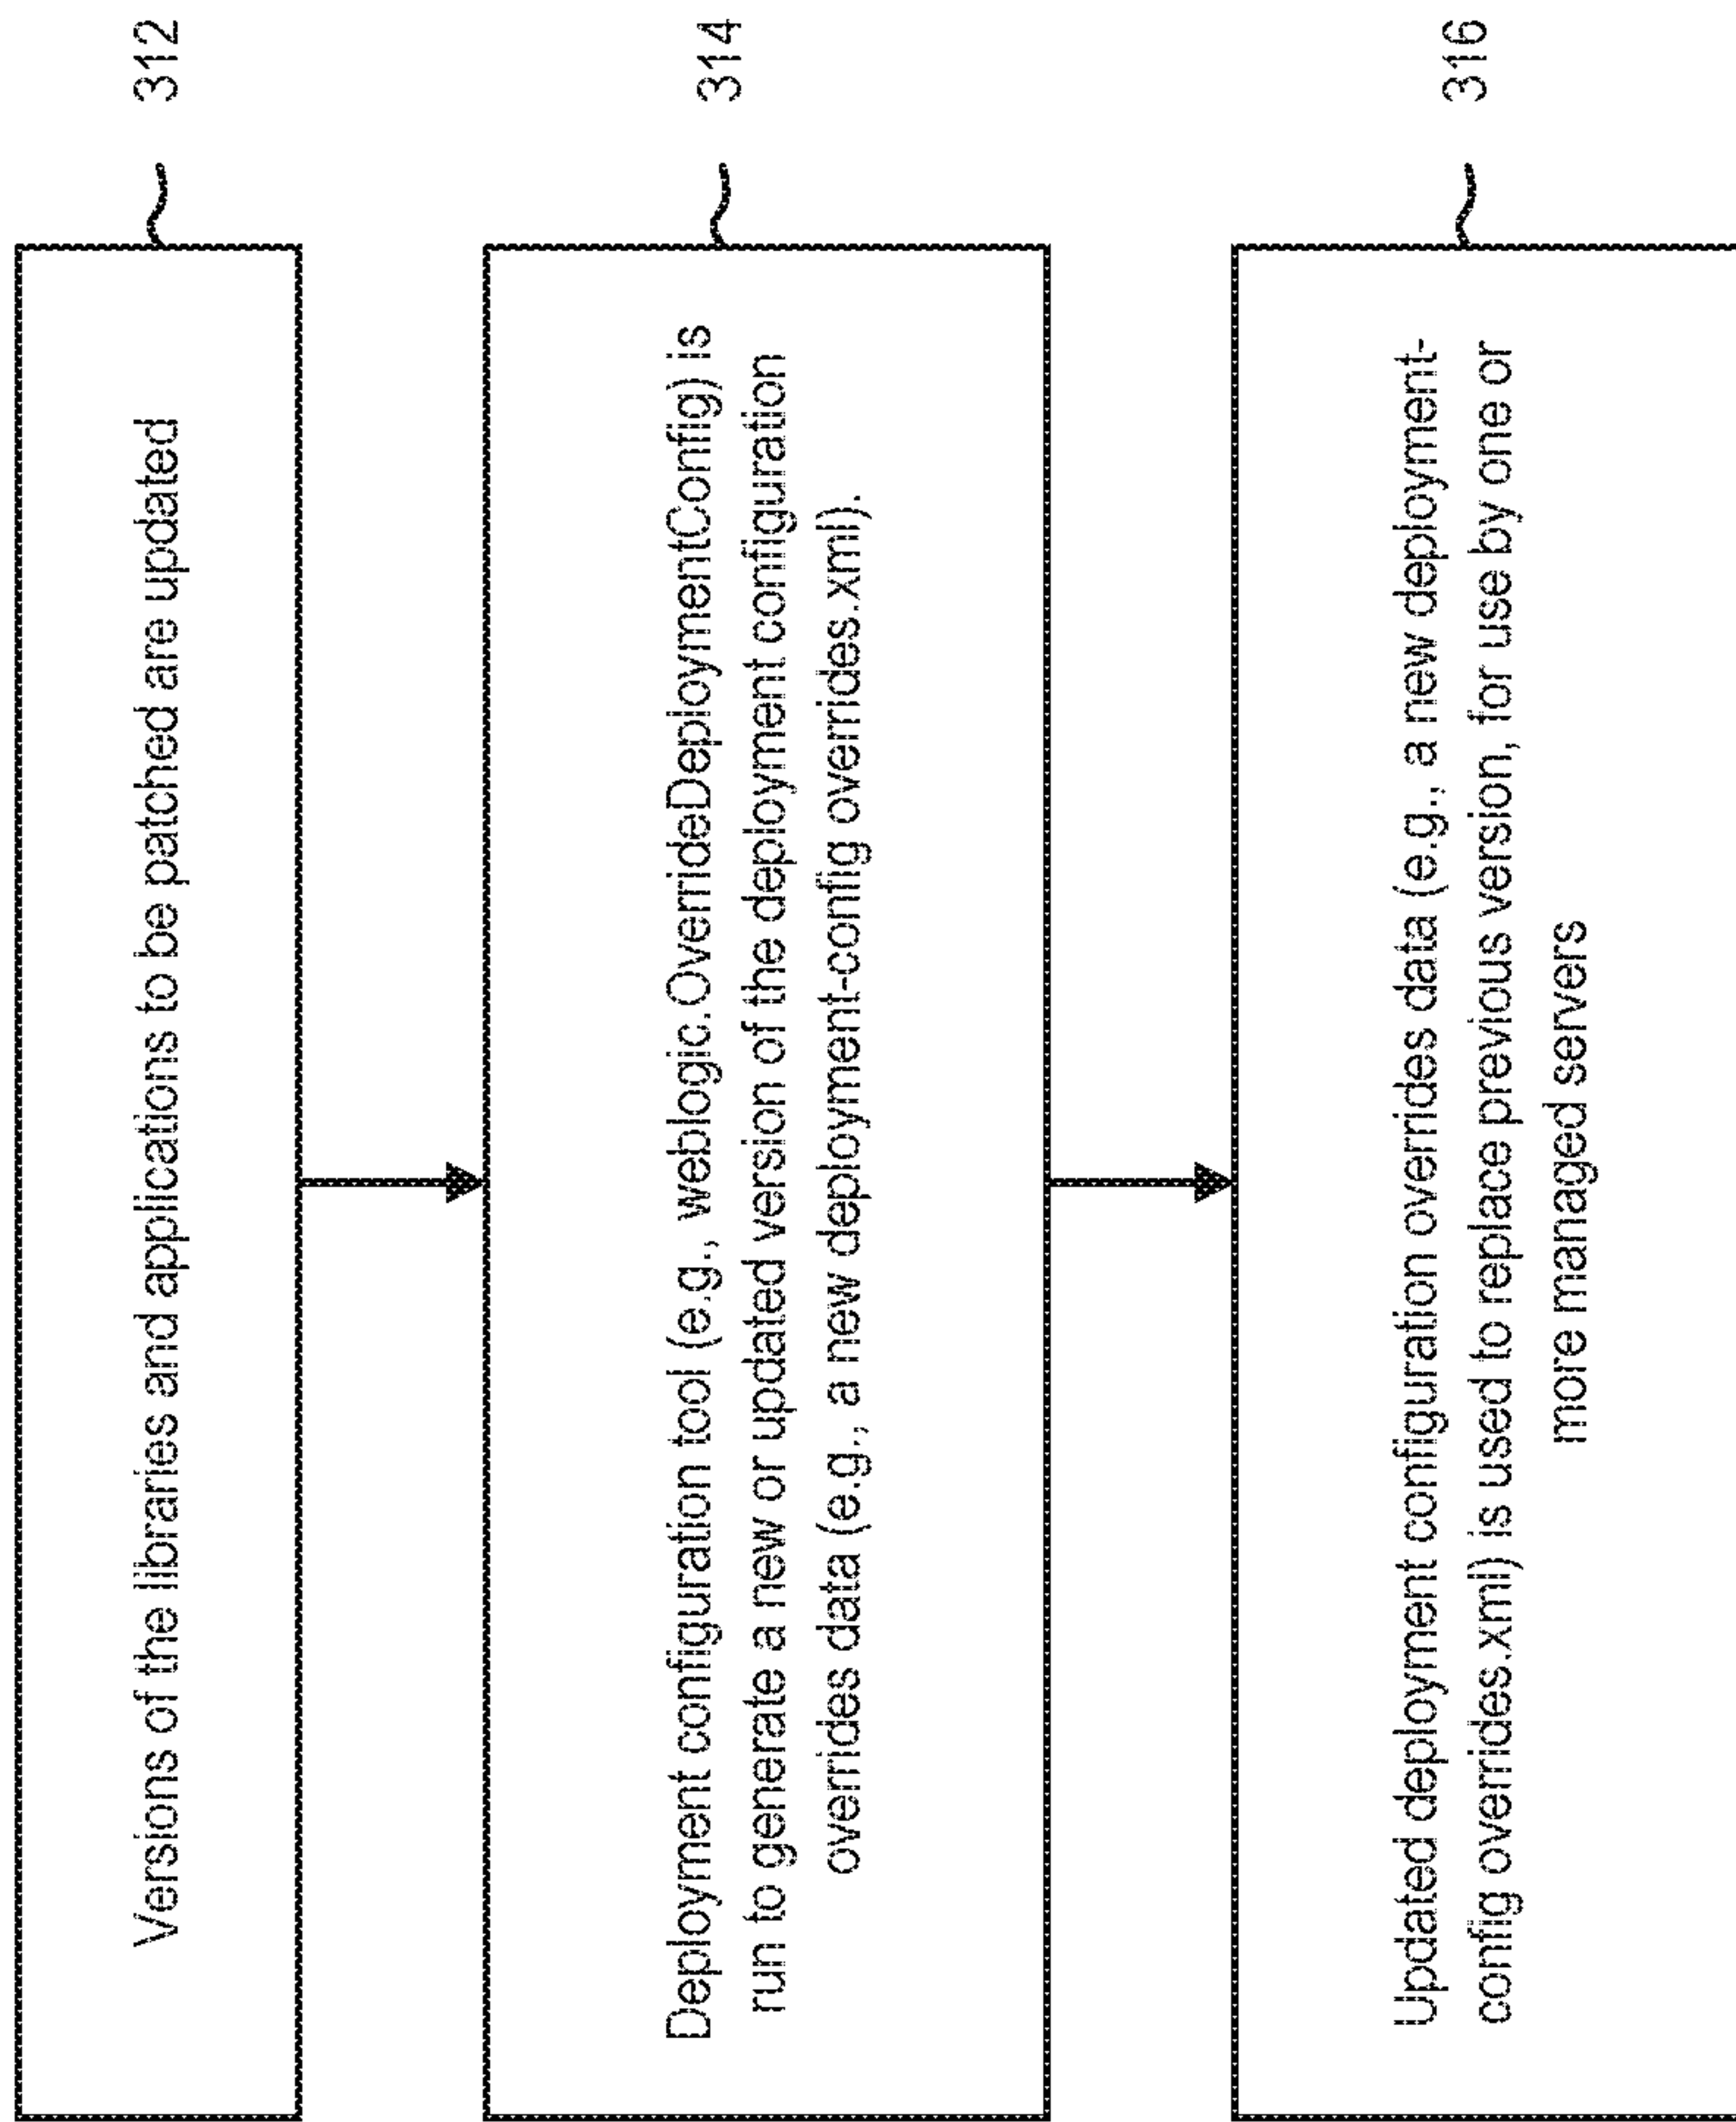 Versions of the libraries and applications to be patched are updated
312
Deployment configuration tool (e.g., weblogic.OverrideDeploymentConfig) is
run to generate a new or updated version of the deployment configuration
overrides data (e.g., a new deployment-config overrides.xml).
314
Updated deployment configuration overrides data (e.g., a new deployment-
config overrides.xml) is used to replace previous version, for use by one or
more managed servers
316